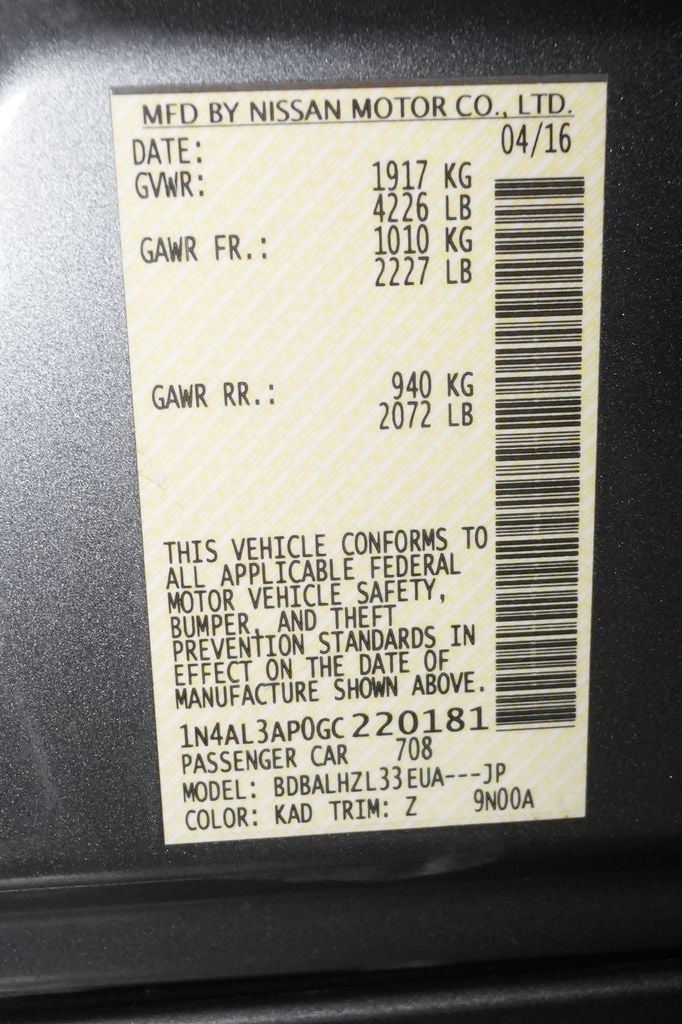 MFD BY NISSAN MOTOR CO., LTD.
DATE: 04/16
GVWR: 1917 KG
4226 LB
GAWR FR.: 1010 KG
2227 LB
GAWR RR.: 940 KG
2072 LB
THIS VEHICLE CONFORMS TO
ALL APPLICABLE FEDERAL
MOTOR VEHICLE SAFETY,
BUMPER, AND THEFT
PREVENTION STANDARDS IN
EFFECT ON THE DATE OF
MANUFACTURE SHOWN ABOVE.
1N4AL3AP0GC220181
PASSENGER CAR 708
MODEL: BDBALHZL33EUA---JP
COLOR: KAD TRIM: Z 9N00A